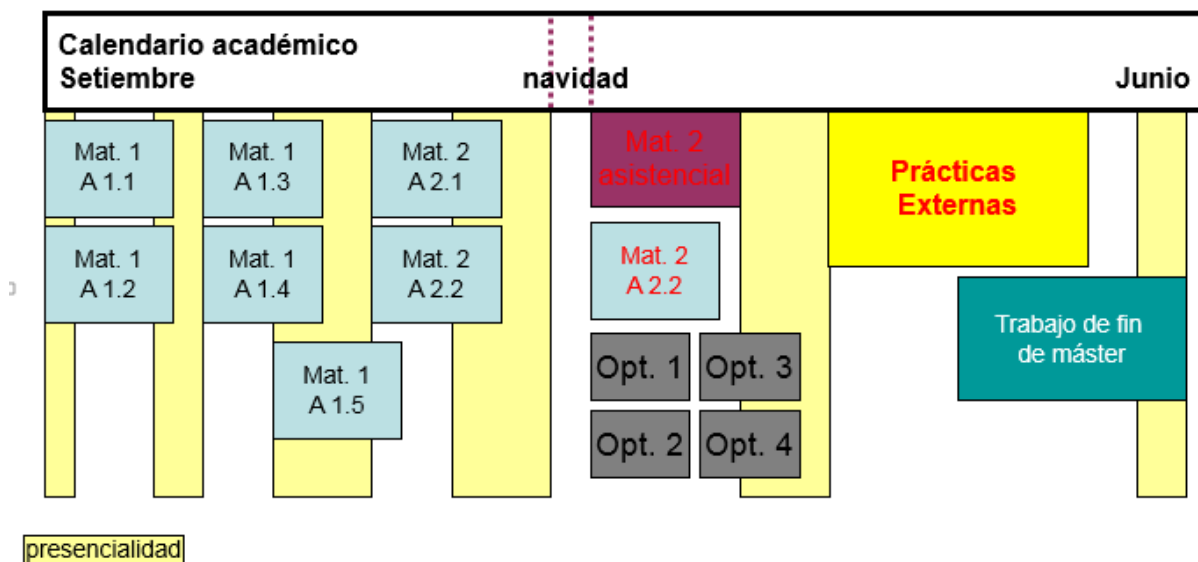 Calendario académico
Setiembre navidad Junio
Mat. 1
A 1.1
Mat. 1
A 1.3
Mat. 2
A 2.1
Mat. 2
asistencial
Prácticas
Externas
Mat. 1
A 1.2
Mat. 1
A 1.4
Mat. 2
A 2.2
Mat. 2
A 2.2
Trabajo de fin
de máster
Mat. 1
A 1.5
Opt. 1
Opt. 3
Opt. 2
Opt. 4
presencialidad